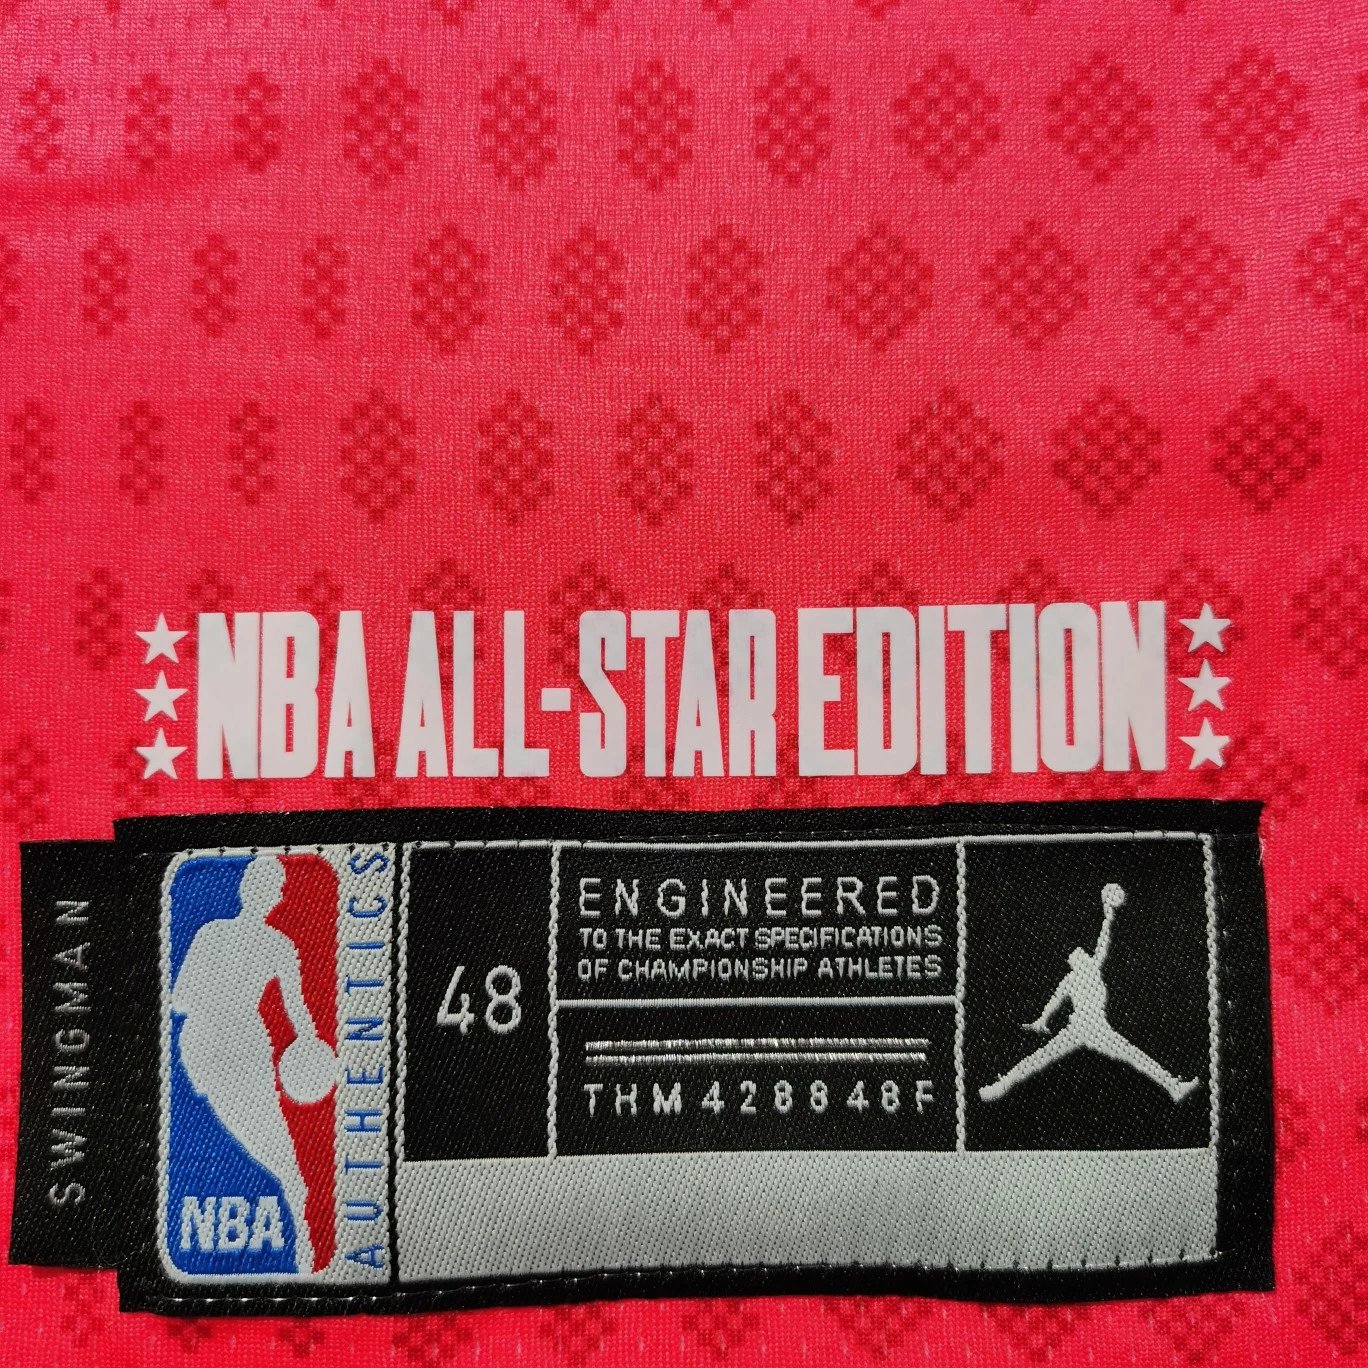 NBA ALL-STAR EDITION
SWINGMAN
NBA
AUTHENTICS
48
ENGINEERED
TO THE EXACT SPECIFICATIONS
OF CHAMPIONSHIP ATHLETES
THM 428848F